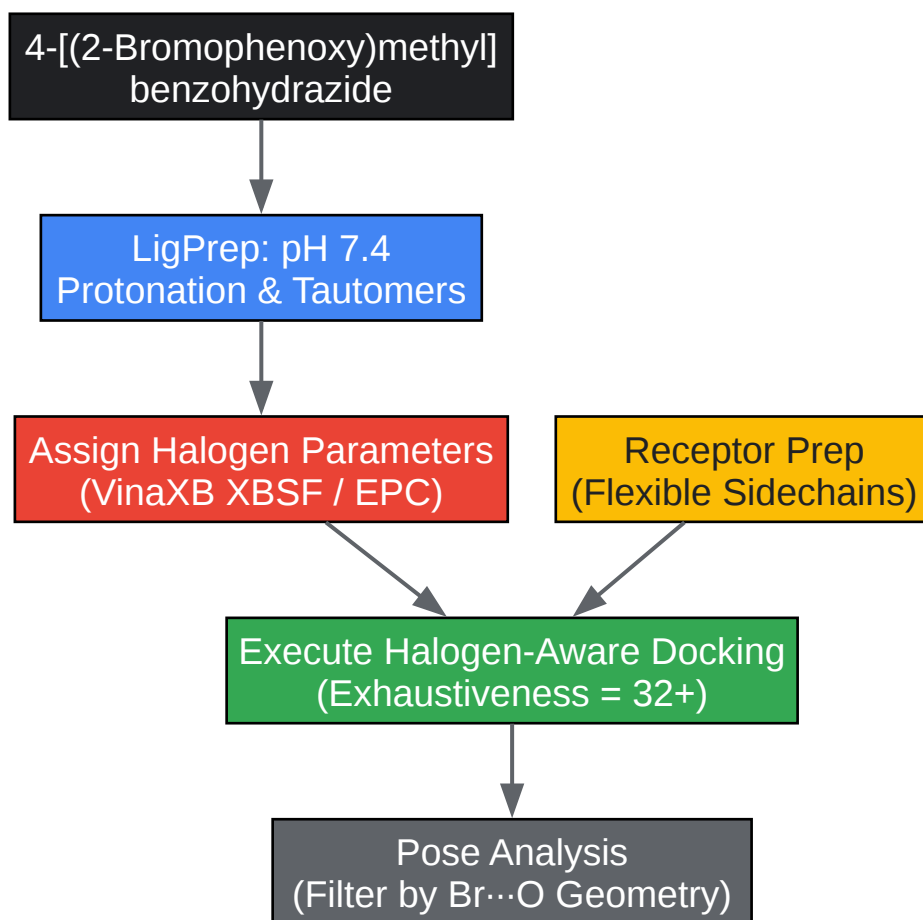 4-[(2-Bromophenoxy)methyl]
benzohydrazide
LigPrep: pH 7.4
Protonation & Tautomers
Assign Halogen Parameters
(VinaXB XBSF / EPC)
Receptor Prep
(Flexible Sidechains)
Execute Halogen-Aware Docking
(Exhaustiveness = 32+)
Pose Analysis
(Filter by Br···O Geometry)